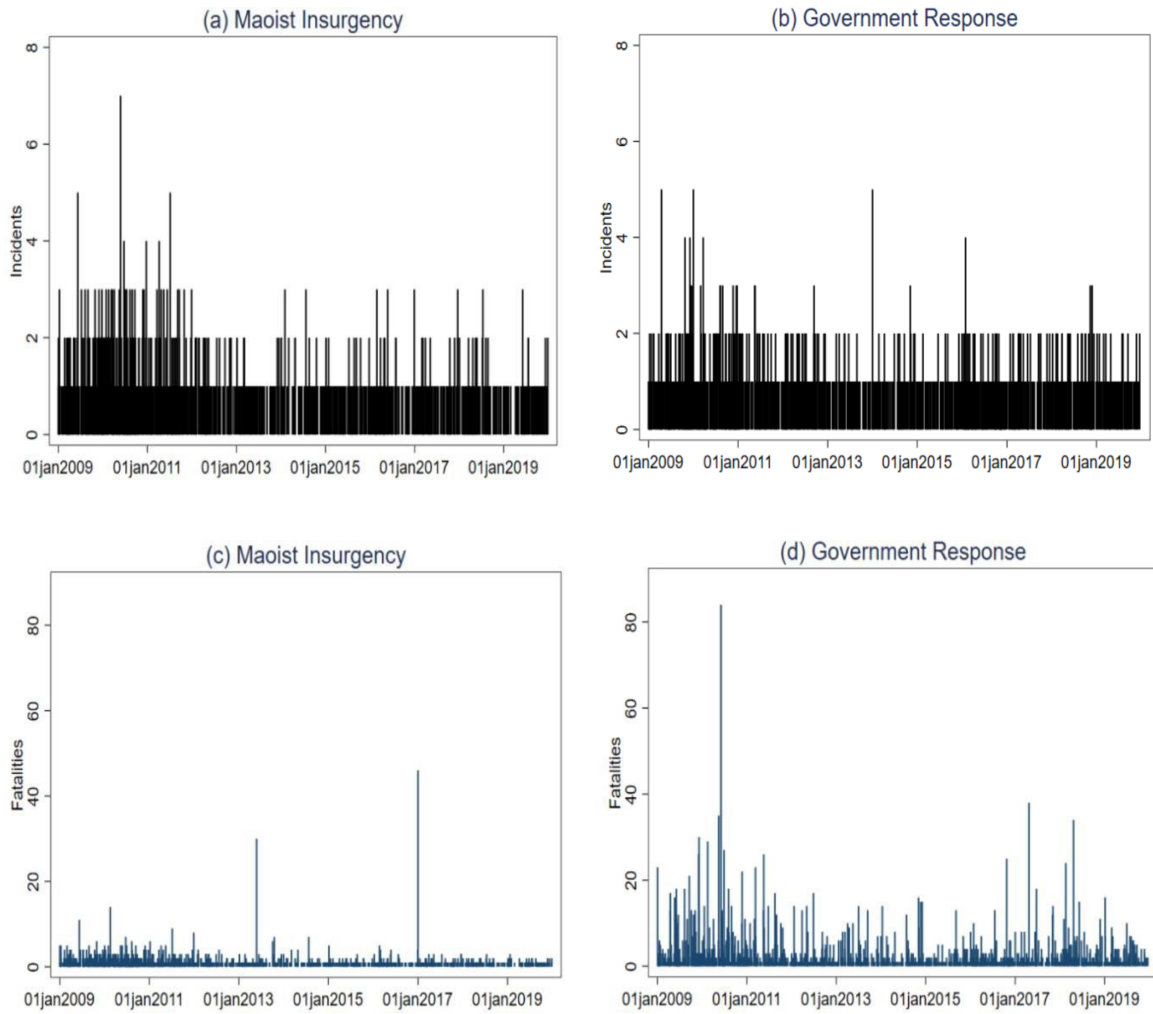 (a) Maoist Insurgency
8
6
4
2
0
Incidents
01jan2009 01jan2011 01jan2013 01jan2015 01jan2017 01jan2019
(b) Government Response
8
6
4
2
0
Incidents
01jan2009 01jan2011 01jan2013 01jan2015 01jan2017 01jan2019
(c) Maoist Insurgency
80
60
40
20
0
Fatalities
01jan2009 01jan2011 01jan2013 01jan2015 01jan2017 01jan2019
(d) Government Response
80
60
40
20
0
Fatalities
01jan2009 01jan2011 01jan2013 01jan2015 01jan2017 01jan2019